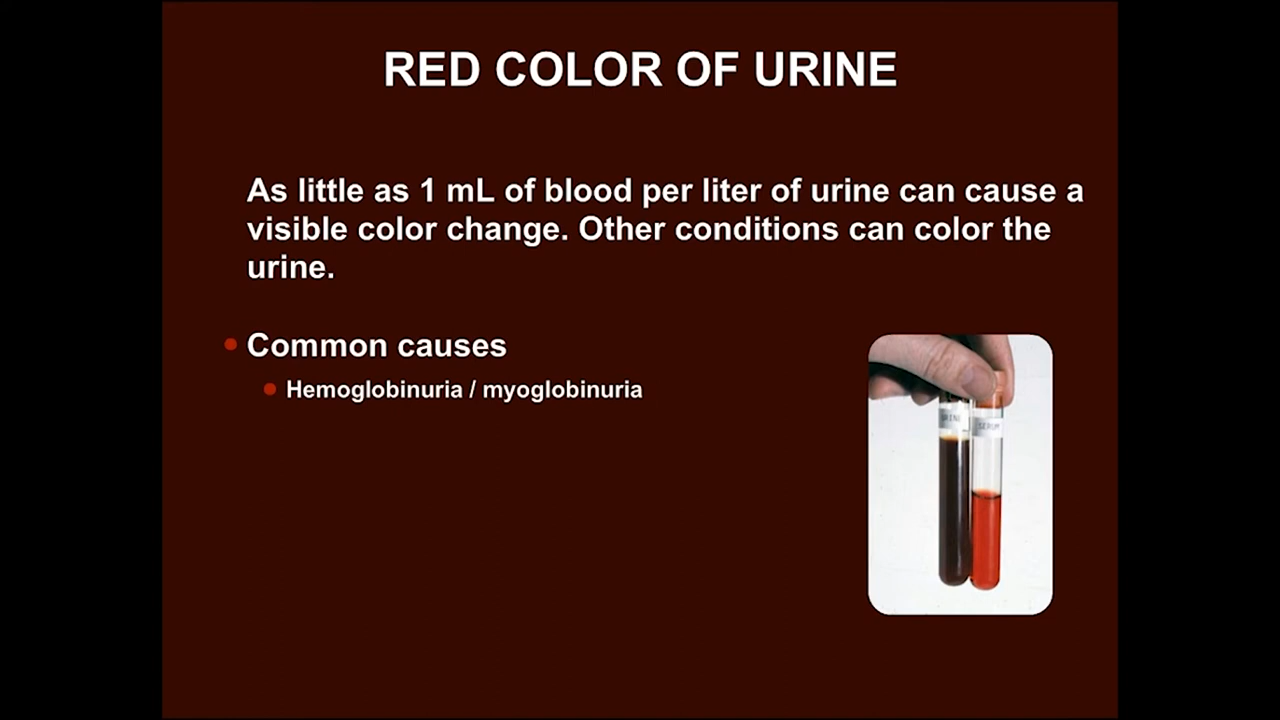 RED COLOR OF URINE
As little as 1 mL of blood per liter of urine can cause a
visible color change. Other conditions can color the
urine.
Common causes
Hemoglobinuria / myoglobinuria
URINE
SERUM